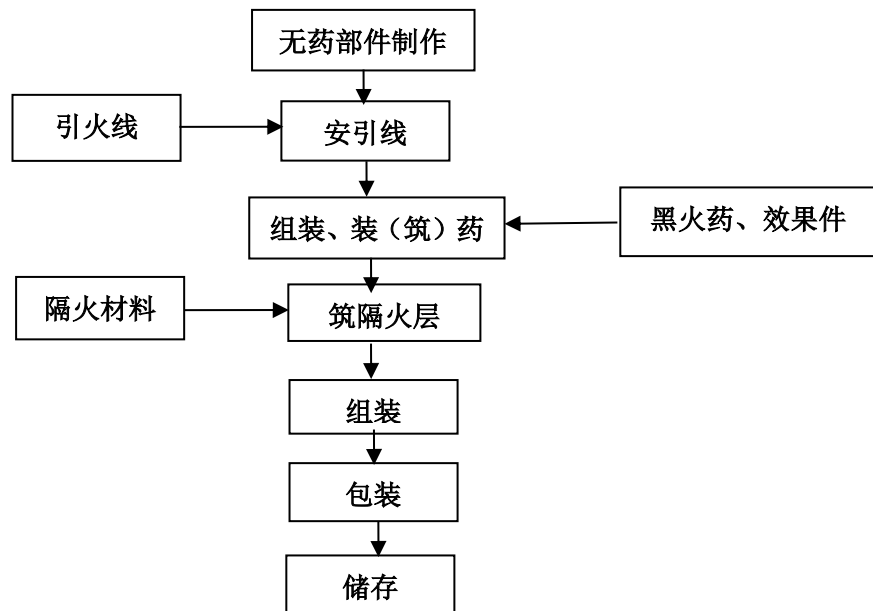 无药部件制作
引火线
安引线
组装、装（筑）药
黑火药、效果件
隔火材料
筑隔火层
组装
包装
储存